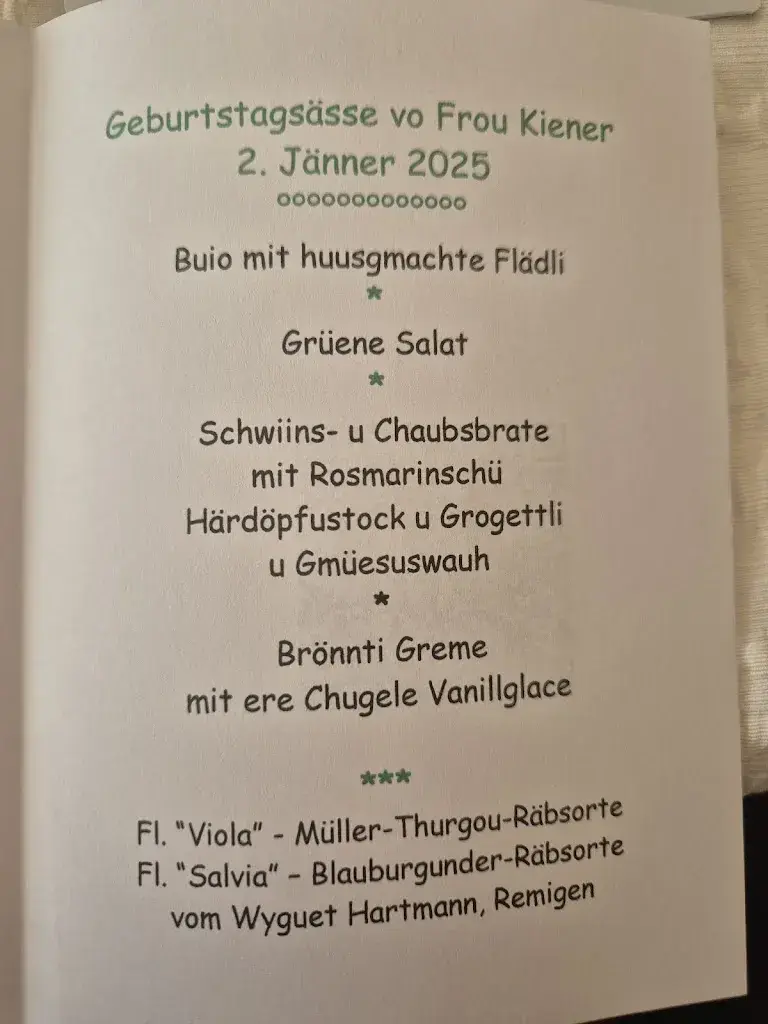 Geburtstagsässe vo Frou Kiener
2. Jänner 2025
ooooooooooooo
Buio mit huusgmachte Flädli
*
Grüene Salat
*
Schwiins- u Chaubsbrate
mit Rosmarinschü
Härdöpfustock u Grogettli
u Gmüesuswauh
*
Brönnti Greme
mit ere Chugele Vanillglace
***
Fl. "Viola" - Müller-Thurgou-Räbsorte
Fl. "Salvia" – Blauburgunder-Räbsorte
vom Wyguet Hartmann, Remigen